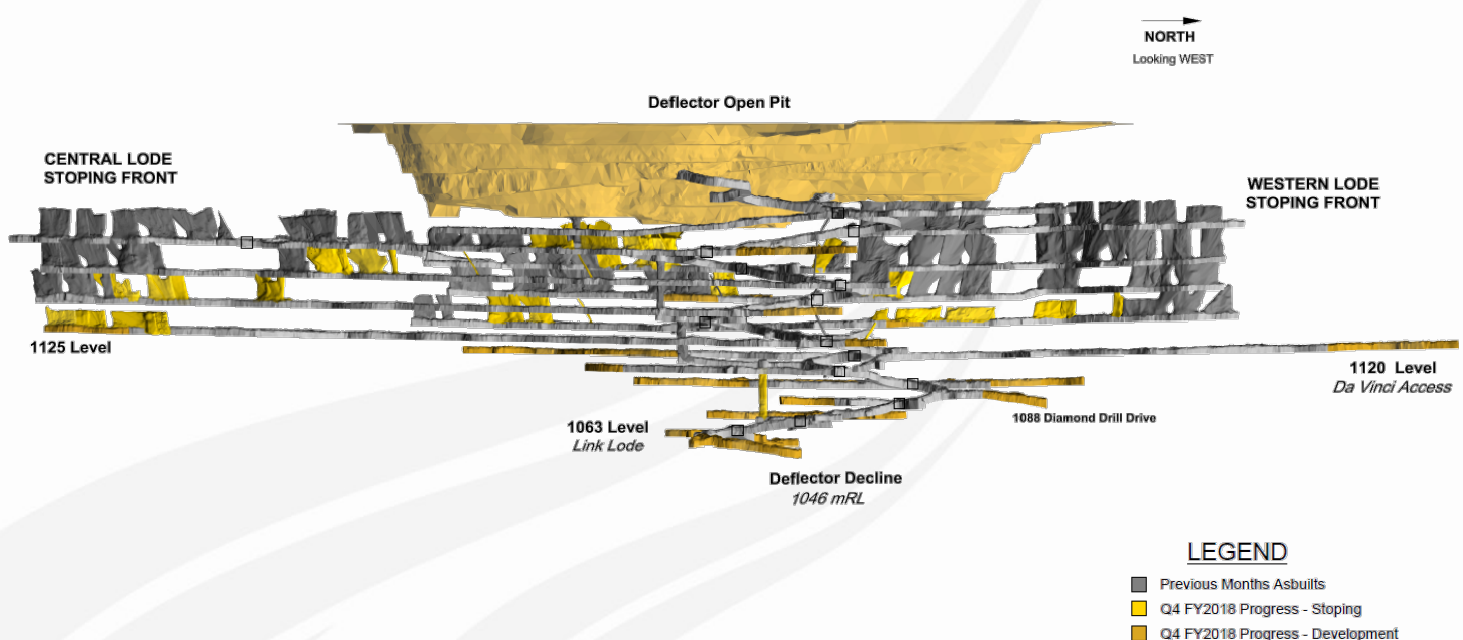 NORTH
Looking WEST
Deflector Open Pit
CENTRAL LODE
STOPING FRONT
WESTERN LODE
STOPING FRONT
1125 Level
1120 Level
Da Vinci Access
1088 Diamond Drill Drive
1063 Level
Link Lode
Deflector Decline
1046 mRL
LEGEND
Previous Months Asbuilts
Q4 FY2018 Progress - Stoping
Q4 FY2018 Progress - Development